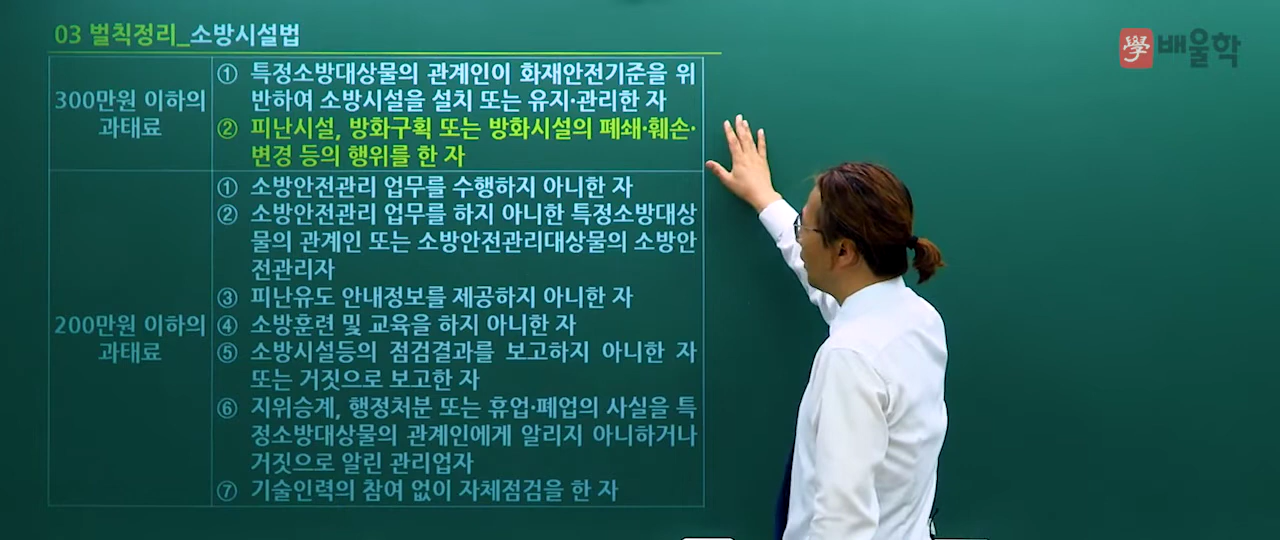 03 벌칙정리_소방시설법
學 배울학
300만원 이하의
과태료
① 특정소방대상물의 관계인이 화재안전기준을 위
반하여 소방시설을 설치 또는 유지·관리한 자
② 피난시설, 방화구획 또는 방화시설의 폐쇄·훼손·
변경 등의 행위를 한 자
200만원 이하의
과태료
① 소방안전관리 업무를 수행하지 아니한 자
② 소방안전관리 업무를 하지 아니한 특정소방대상
물의 관계인 또는 소방안전관리대상물의 소방안
전관리자
③ 피난유도 안내정보를 제공하지 아니한 자
④ 소방훈련 및 교육을 하지 아니한 자
⑤ 소방시설등의 점검결과를 보고하지 아니한 자
또는 거짓으로 보고한 자
⑥ 지위승계, 행정처분 또는 휴업·폐업의 사실을 특
정소방대상물의 관계인에게 알리지 아니하거나
거짓으로 알린 관리업자
⑦ 기술인력의 참여 없이 자체점검을 한 자